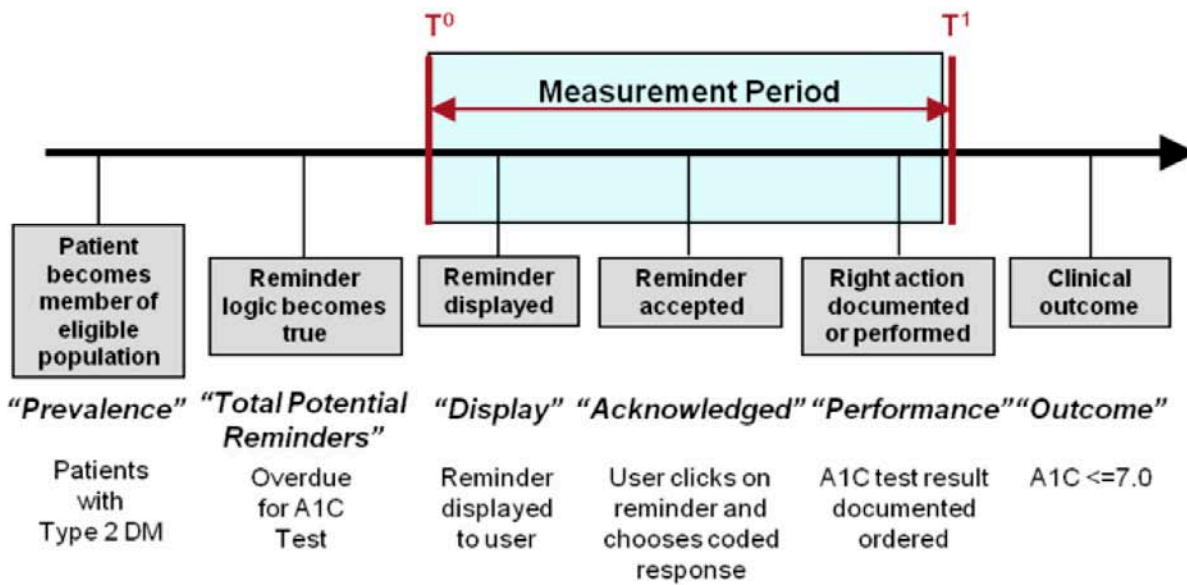 T⁰
T¹
Measurement Period
Patient
becomes
member of
eligible
population
Reminder
logic becomes
true
Reminder
displayed
Reminder
accepted
Right action
documented
or performed
Clinical
outcome
“Prevalence”
“Total Potential
Reminders”
“Display”
“Acknowledged”
“Performance”
“Outcome”
Patients
with
Type 2 DM
Overdue
for A1C
Test
Reminder
displayed
to user
User clicks on
reminder and
chooses coded
response
A1C test result
documented
ordered
A1C <=7.0